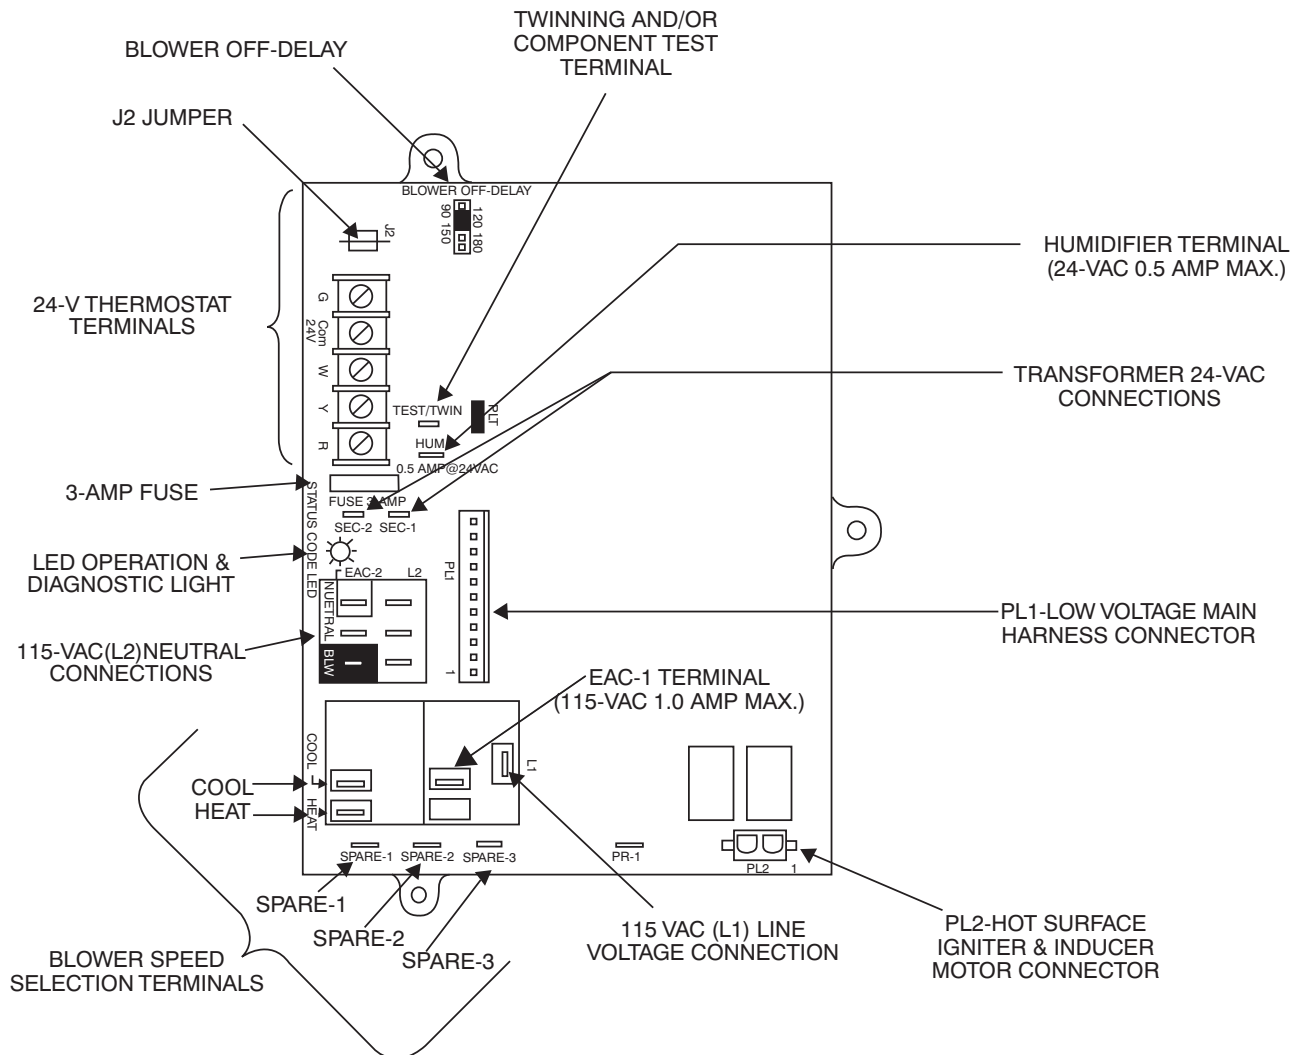 TWINNING AND/OR
COMPONENT TEST
TERMINAL
BLOWER OFF-DELAY
J2 JUMPER
BLOWER OFF-DELAY
120 180
90 150
J2
HUMIDIFIER TERMINAL
(24-VAC 0.5 AMP MAX.)
24-V THERMOSTAT
TERMINALS
G
Com
24V
W
Y
R
TRANSFORMER 24-VAC
CONNECTIONS
TEST/TWIN
PLT
HUM
0.5 AMP@24VAC
3-AMP FUSE
FUSE 3-AMP
SEC-2
SEC-1
STATUS CODE LED
LED OPERATION &
DIAGNOSTIC LIGHT
EAC-2
L2
NUETRAL
BLW
PL1
1
PL1-LOW VOLTAGE MAIN
HARNESS CONNECTOR
115-VAC(L2)NEUTRAL
CONNECTIONS
EAC-1 TERMINAL
(115-VAC 1.0 AMP MAX.)
L1
COOL
HEAT
COOL
HEAT
SPARE-1
SPARE-2
SPARE-3
PR-1
PL2
1
SPARE-1
SPARE-2
SPARE-3
115 VAC (L1) LINE
VOLTAGE CONNECTION
PL2-HOT SURFACE
IGNITER & INDUCER
MOTOR CONNECTOR
BLOWER SPEED
SELECTION TERMINALS